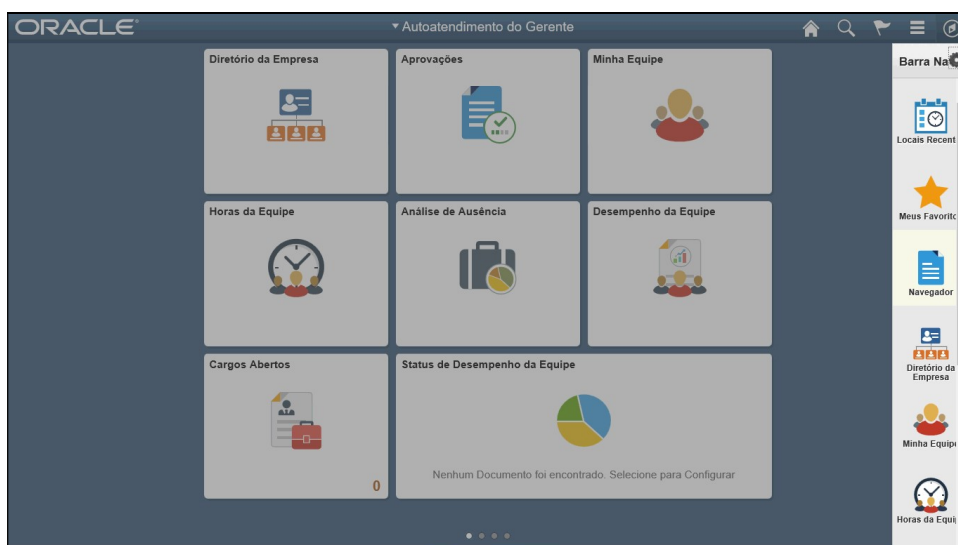 ORACLE
Autoatendimento do Gerente
Diretório da Empresa
Aprovações
Minha Equipe
Horas da Equipe
Análise de Ausência
Desempenho da Equipe
Cargos Abertos
0
Status de Desempenho da Equipe
Nenhum Documento foi encontrado. Selecione para Configurar
Barra Na
Locais Recent
Meus Favorito
Navegador
Diretório da
Empresa
Minha Equip
Horas da Equi